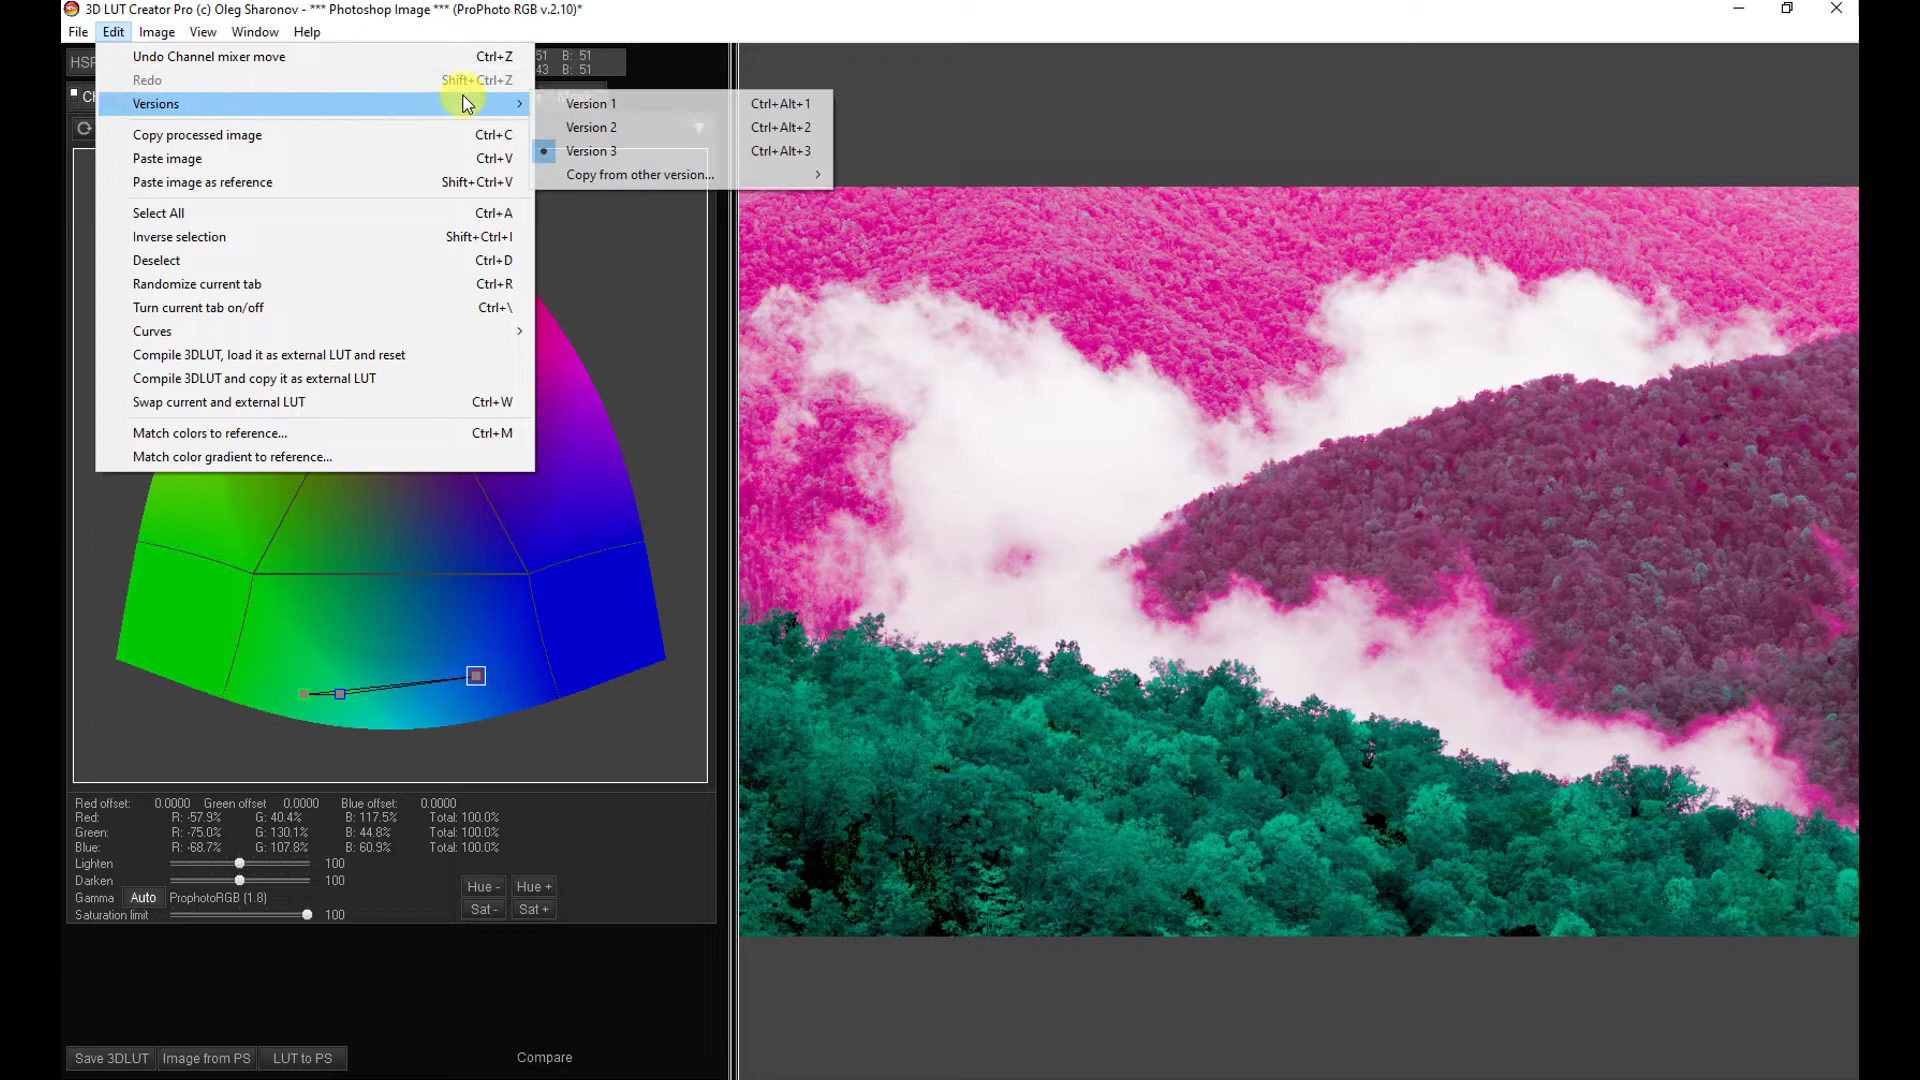 3D LUT Creator Pro (c) Oleg Sharonov - *** Photoshop Image *** (ProPhoto RGB v.2.10)*
File Edit Image View Window Help
Undo Channel mixer move Ctrl+Z
Redo Shift+Ctrl+Z
Versions
Copy processed image Ctrl+C
Paste image Ctrl+V
Paste image as reference Shift+Ctrl+V
Select All Ctrl+A
Inverse selection Shift+Ctrl+I
Deselect Ctrl+D
Randomize current tab Ctrl+R
Turn current tab on/off Ctrl+\
Curves
Compile 3DLUT, load it as external LUT and reset
Compile 3DLUT and copy it as external LUT
Swap current and external LUT Ctrl+W
Match colors to reference... Ctrl+M
Match color gradient to reference...
Version 1 Ctrl+Alt+1
Version 2 Ctrl+Alt+2
Version 3 Ctrl+Alt+3
Copy from other version...
51 B: 51
43 B: 51
Red offset: 0.0000 Green offset 0.0000 Blue offset: 0.0000
Red: R: -57.9% G: 40.4% B: 117.5% Total: 100.0%
Green: R: -75.0% G: 130.1% B: 44.8% Total: 100.0%
Blue: R: -68.7% G: 107.8% B: 60.9% Total: 100.0%
Lighten 100
Darken 100
Gamma Auto ProphotoRGB (1.8)
Saturation limit 100
Hue - Hue +
Sat - Sat +
Save 3DLUT Image from PS LUT to PS Compare